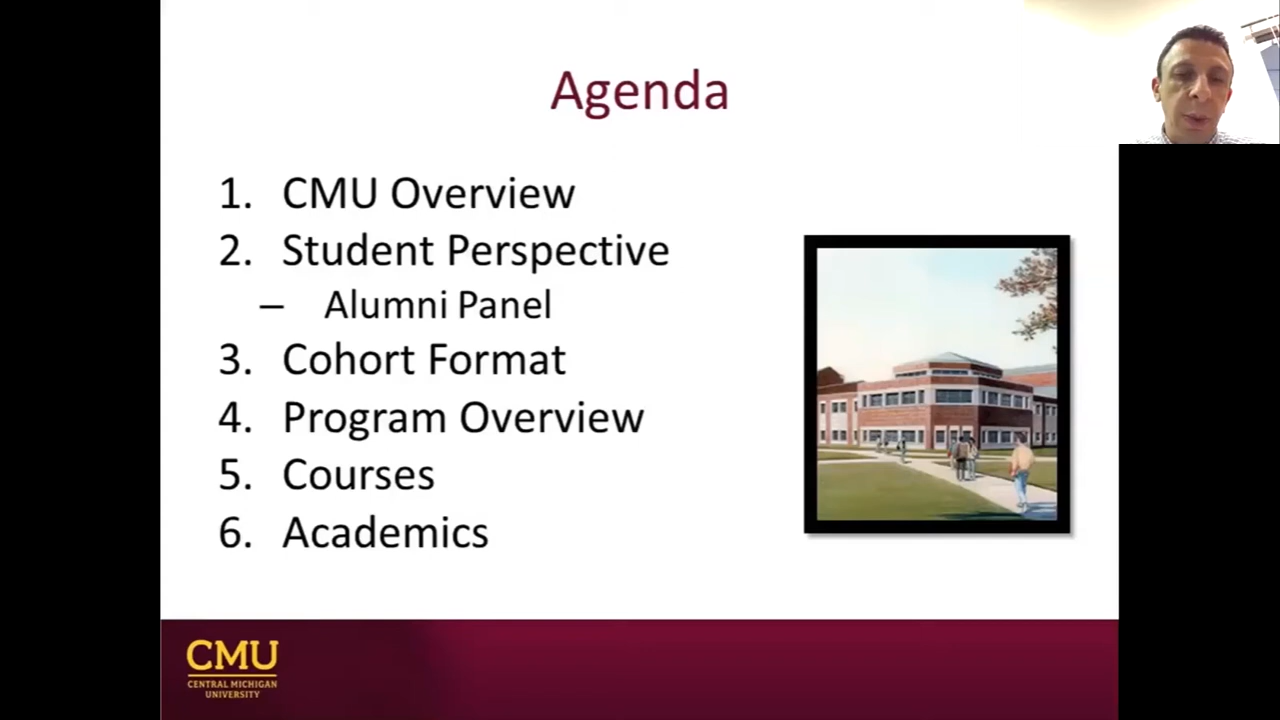 Agenda
1. CMU Overview
2. Student Perspective
– Alumni Panel
3. Cohort Format
4. Program Overview
5. Courses
6. Academics
CMU
CENTRAL MICHIGAN
UNIVERSITY